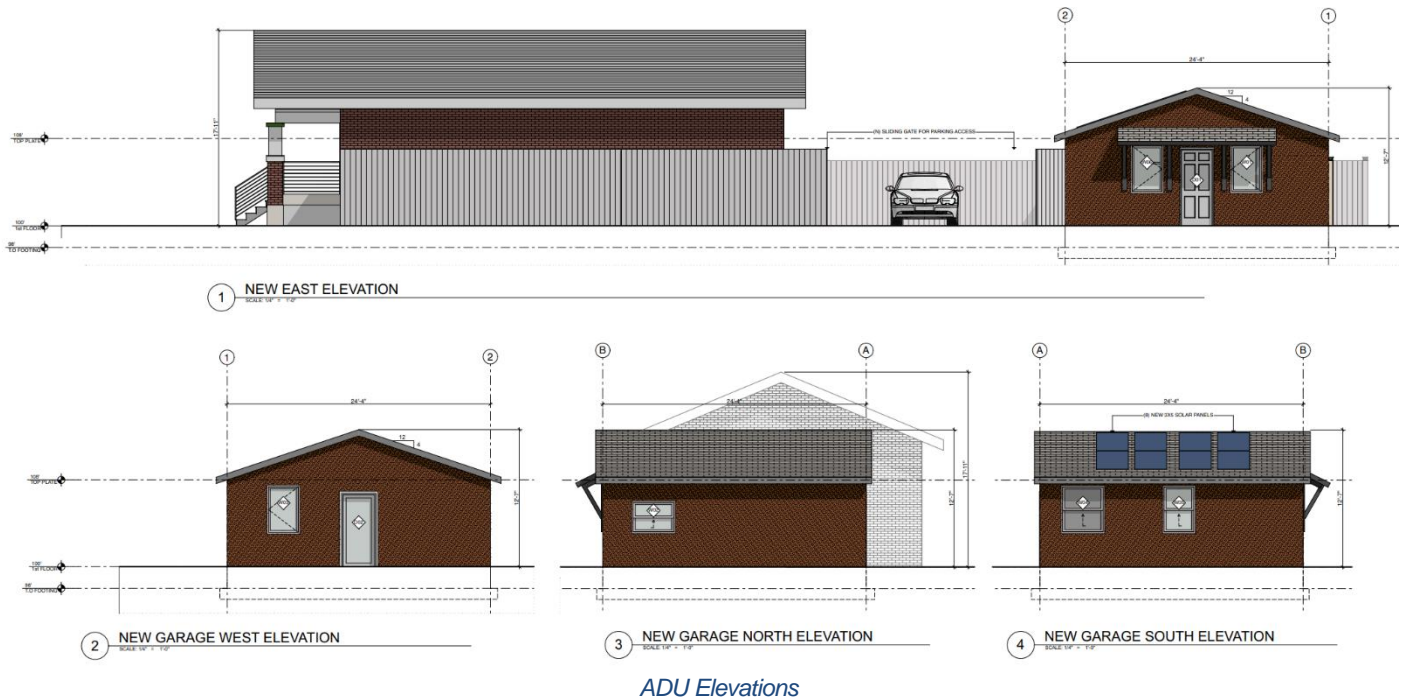 2
1
24'-4"
12
4
17'-11"
12'-7"
108'
TOP PLATE
(N) SLIDING GATE FOR PARKING ACCESS
100'
1st FLOOR
98'
T.O FOOTING
1
NEW EAST ELEVATION
SCALE: 1/4" = 1'-0"
1
2
24'-4"
12
4
12'-7"
108'
TOP PLATE
100'
1st FLOOR
98'
T.O FOOTING
2
NEW GARAGE WEST ELEVATION
SCALE: 1/4" = 1'-0"
B
A
24'-4"
17'-11"
12'-7"
3
NEW GARAGE NORTH ELEVATION
SCALE: 1/4" = 1'-0"
A
B
24'-4"
(8) NEW 3X5 SOLAR PANELS
12'-7"
4
NEW GARAGE SOUTH ELEVATION
SCALE: 1/4" = 1'-0"
ADU Elevations